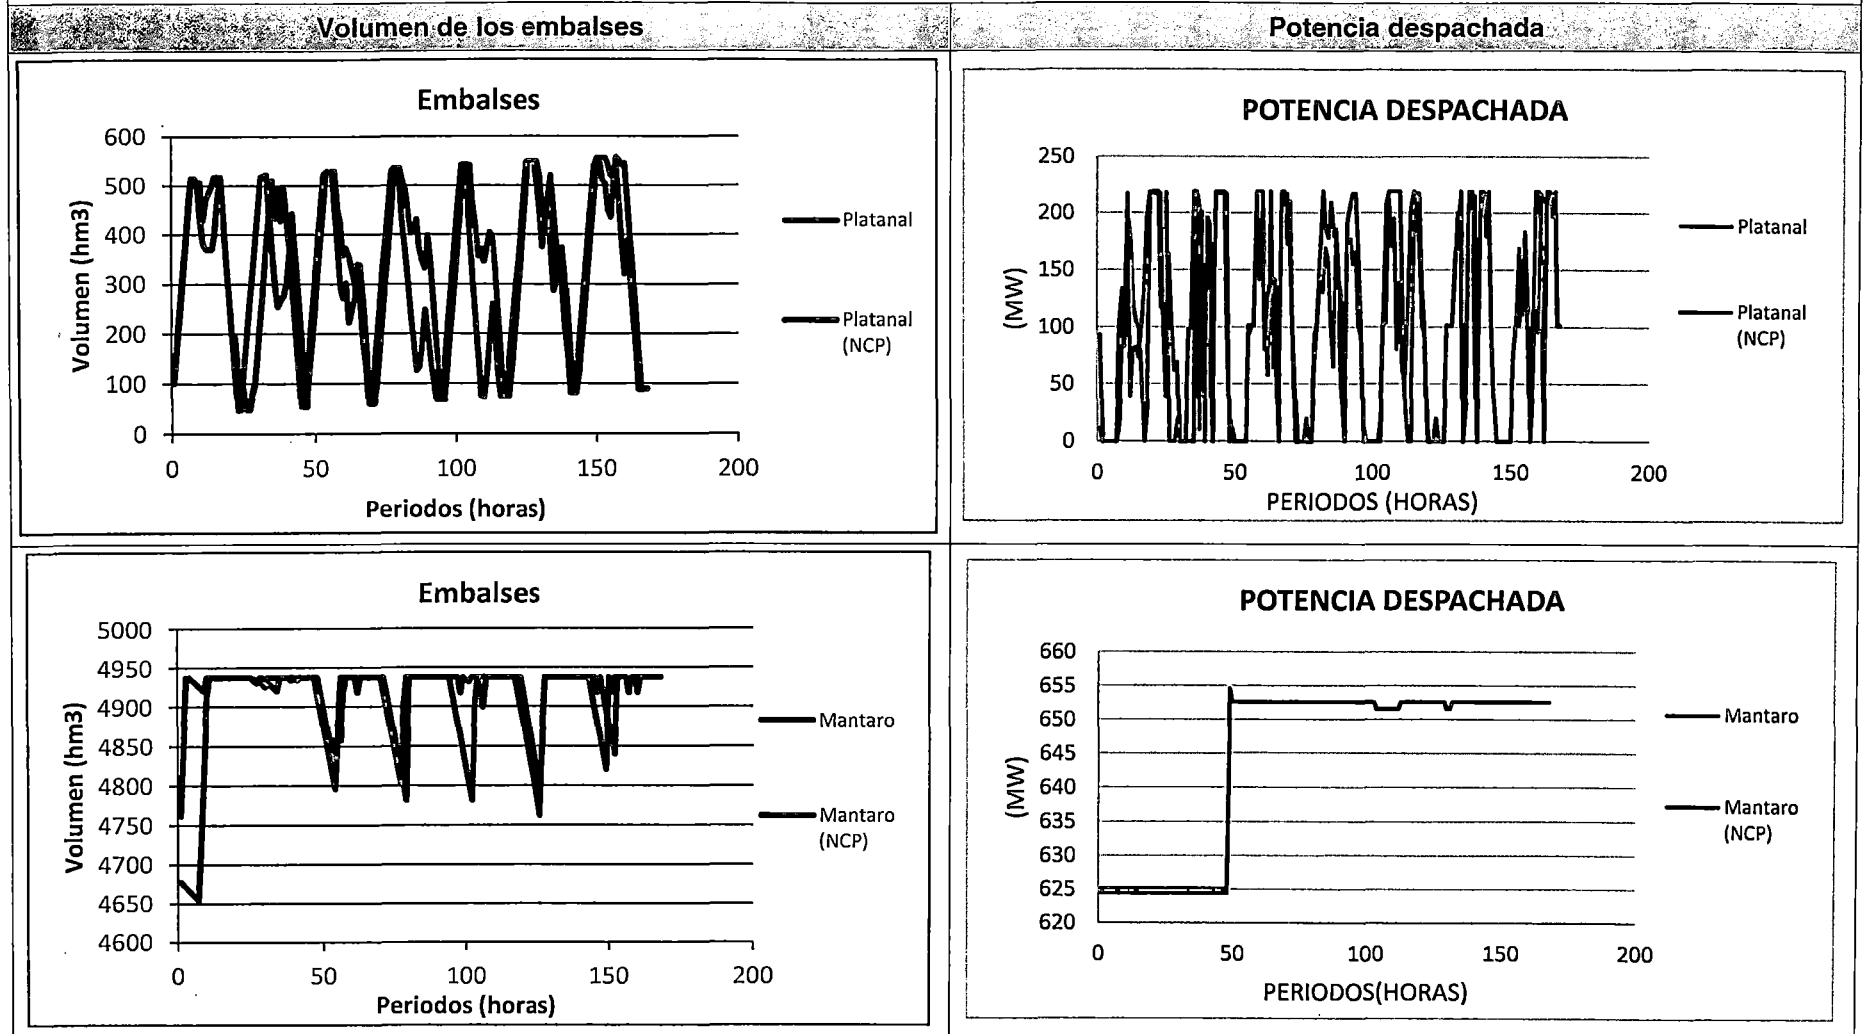 Volumen de los embalses
Potencia despachada
Embalses
Volumen (hm3)
600
500
400
300
200
100
0
0 50 100 150 200
Periodos (horas)
Platanal
Platanal
(NCP)
POTENCIA DESPACHADA
(MW)
250
200
150
100
50
0
0 50 100 150 200
PERIODOS (HORAS)
Platanal
Platanal
(NCP)
Embalses
Volumen (hm3)
5000
4950
4900
4850
4800
4750
4700
4650
4600
0 50 100 150 200
Periodos (horas)
Mantaro
Mantaro
(NCP)
POTENCIA DESPACHADA
(MW)
660
655
650
645
640
635
630
625
620
0 50 100 150 200
PERIODOS(HORAS)
Mantaro
Mantaro
(NCP)